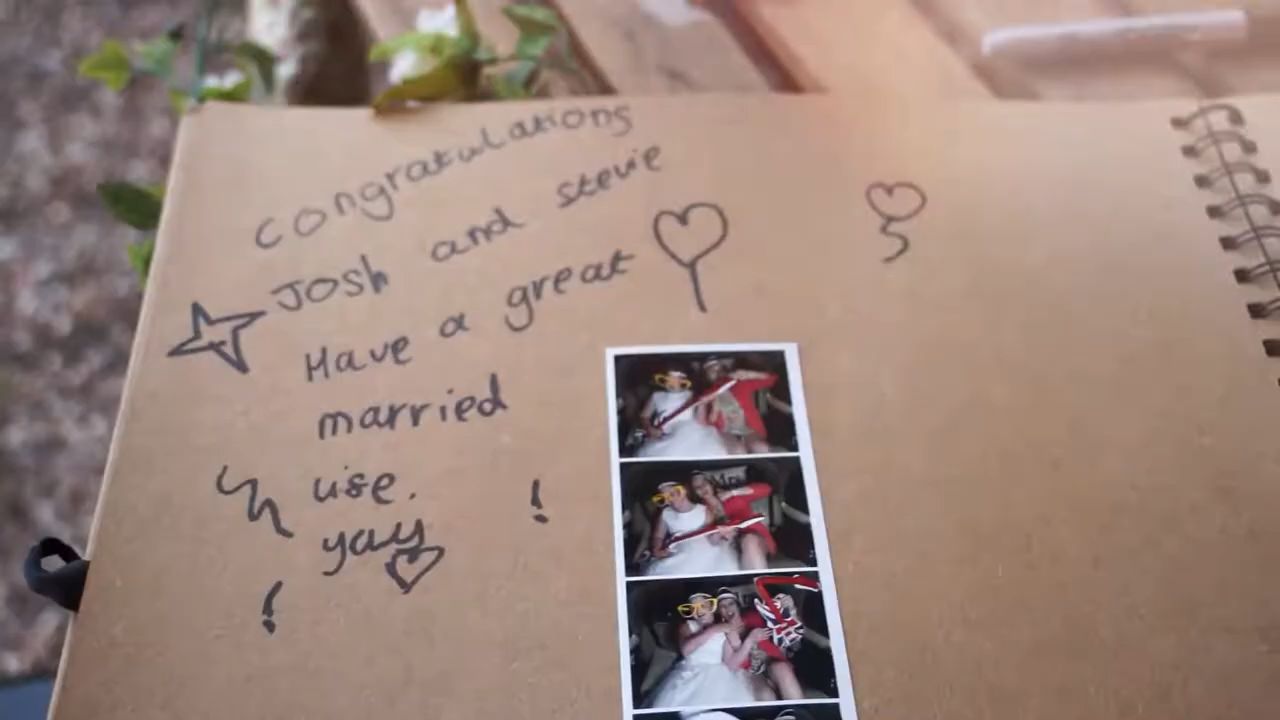 Congratulations
Josh and stevie
Have a great
married
use.
yay
!
!